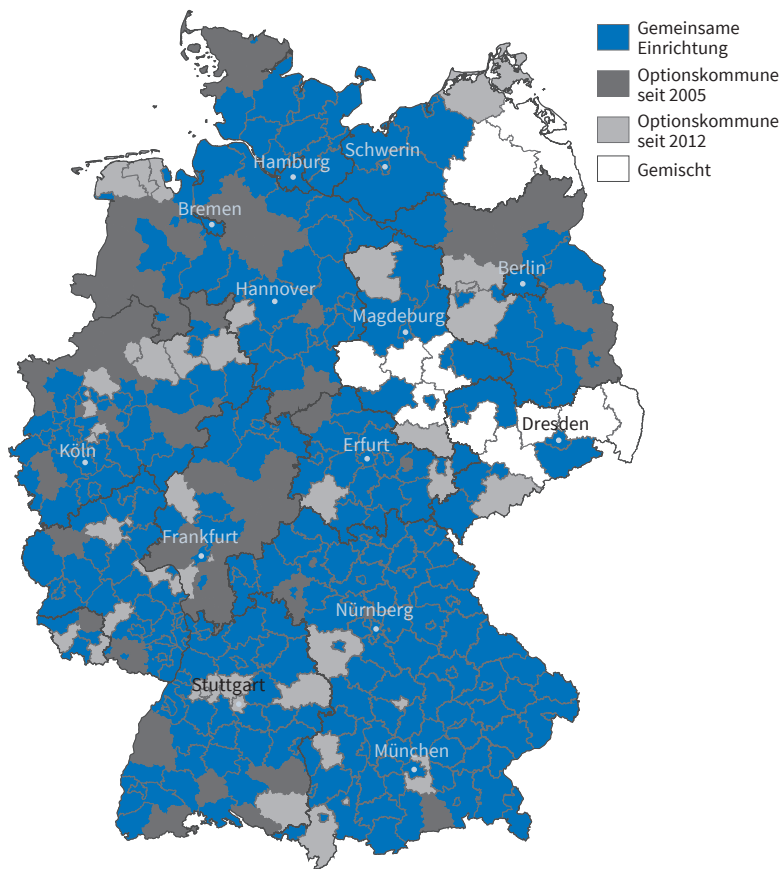 Gemeinsame
Einrichtung
Optionskommune
seit 2005
Optionskommune
seit 2012
Gemischt
Schwerin
Hamburg
Bremen
Berlin
Hannover
Magdeburg
Dresden
Köln
Erfurt
Frankfurt
Nürnberg
Stuttgart
München